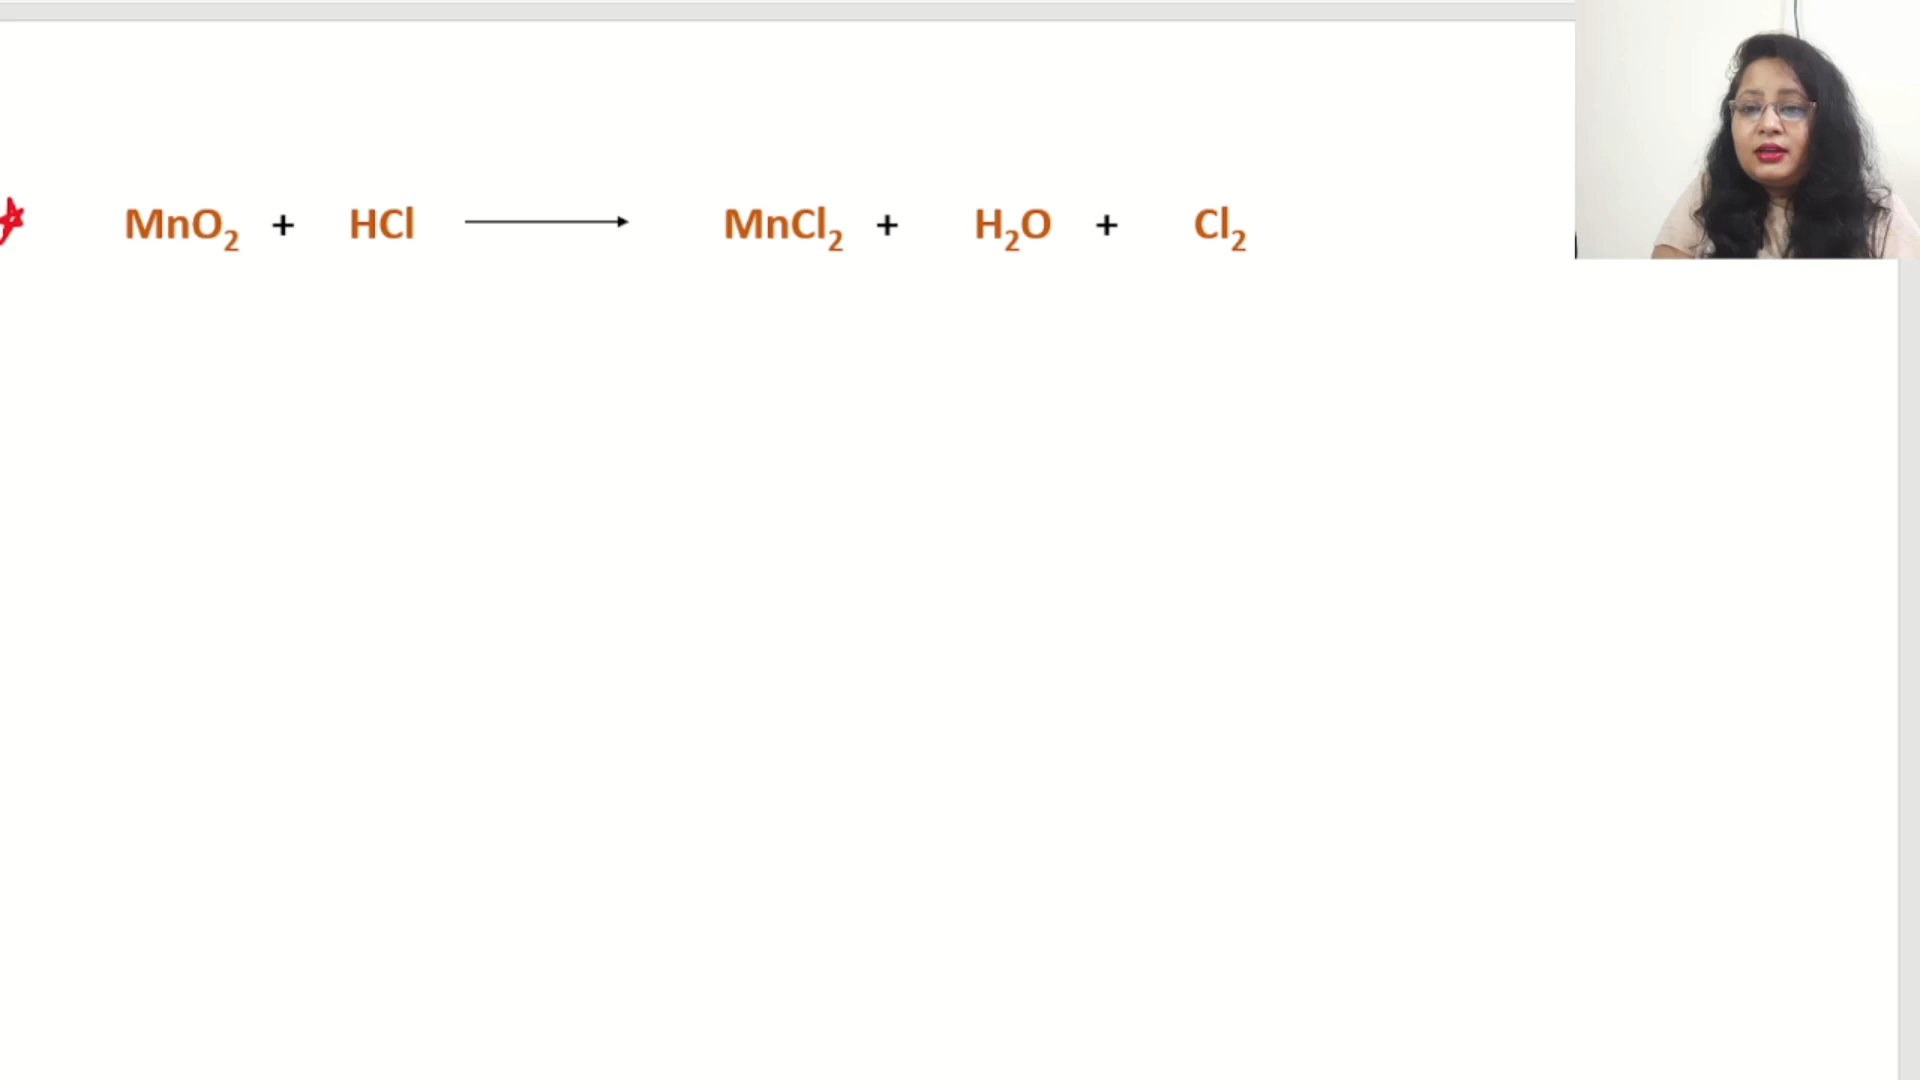 MnO₂ + HCl ⟶ MnCl₂ + H₂O + Cl₂